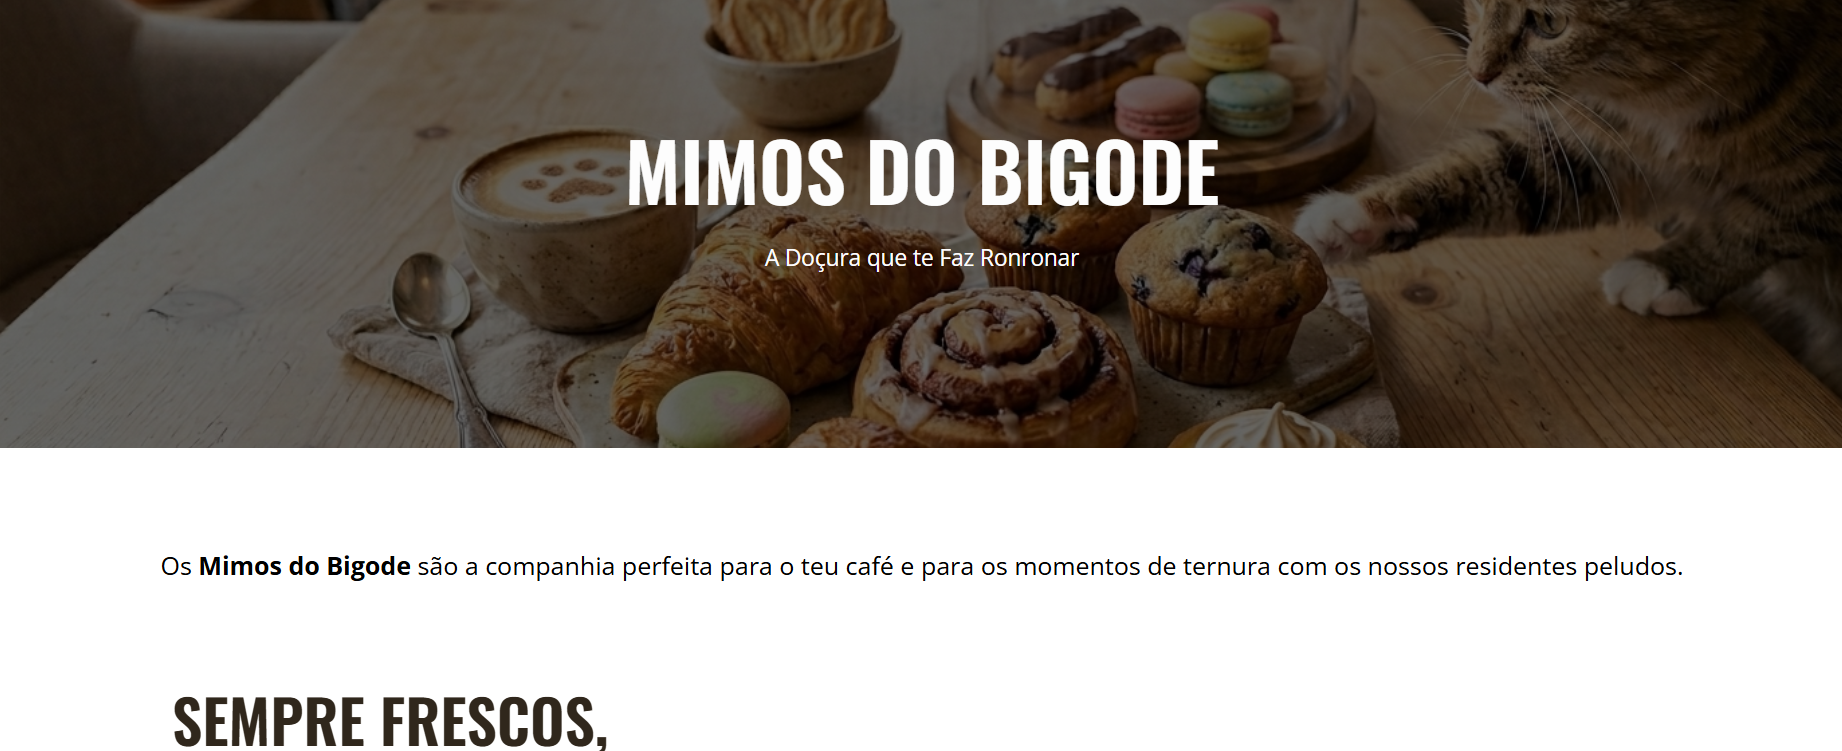 MIMOS DO BIGODE
A Doçura que te Faz Ronronar
Os Mimos do Bigode são a companhia perfeita para o teu café e para os momentos de ternura com os nossos residentes peludos.
SEMPRE FRESCOS,